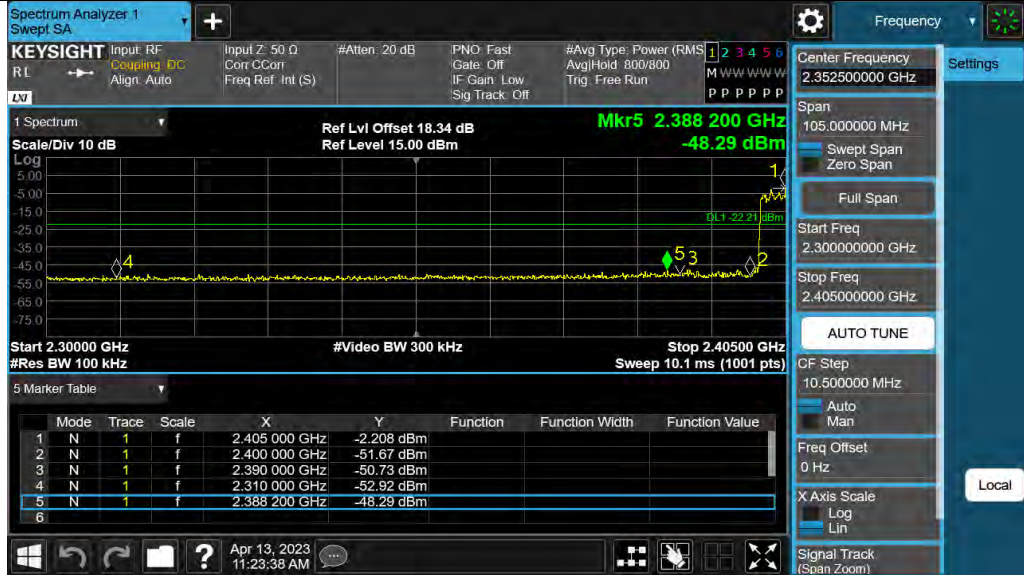 Spectrum Analyzer 1
Swept SA
Frequency
KEYSIGHT
RL
LXI
Input: RF
Coupling: DC
Align: Auto
Input Z: 50 Ω
Corr CCorr
Freq Ref: Int (S)
#Atten: 20 dB
PNO: Fast
Gate: Off
IF Gain: Low
Sig Track: Off
#Avg Type: Power (RMS
Avg|Hold: 800/800
Trig: Free Run
1 2 3 4 5 6
M W W W W W
P P P P P P
Center Frequency
2.352500000 GHz
Settings
Span
105.000000 MHz
Swept Span
Zero Span
Full Span
Start Freq
2.300000000 GHz
Stop Freq
2.405000000 GHz
AUTO TUNE
CF Step
10.500000 MHz
Auto
Man
Freq Offset
0 Hz
X Axis Scale
Log
Lin
Signal Track
(Span Zoom)
Local
1 Spectrum
Scale/Div 10 dB
Ref Lvl Offset 18.34 dB
Ref Level 15.00 dBm
Mkr5 2.388 200 GHz
-48.29 dBm
Log
5.00
-5.00
-15.0
-25.0
-35.0
-45.0
-55.0
-65.0
-75.0
1
DL1 -22.21 dBm
4
5
3
2
Start 2.30000 GHz
#Video BW 300 kHz
Stop 2.40500 GHz
#Res BW 100 kHz
Sweep 10.1 ms (1001 pts)
5 Marker Table
Mode Trace Scale X Y Function Function Width Function Value
1 N 1 f 2.405 000 GHz -2.208 dBm
2 N 1 f 2.400 000 GHz -51.67 dBm
3 N 1 f 2.390 000 GHz -50.73 dBm
4 N 1 f 2.310 000 GHz -52.92 dBm
5 N 1 f 2.388 200 GHz -48.29 dBm
6
?
Apr 13, 2023
11:23:38 AM